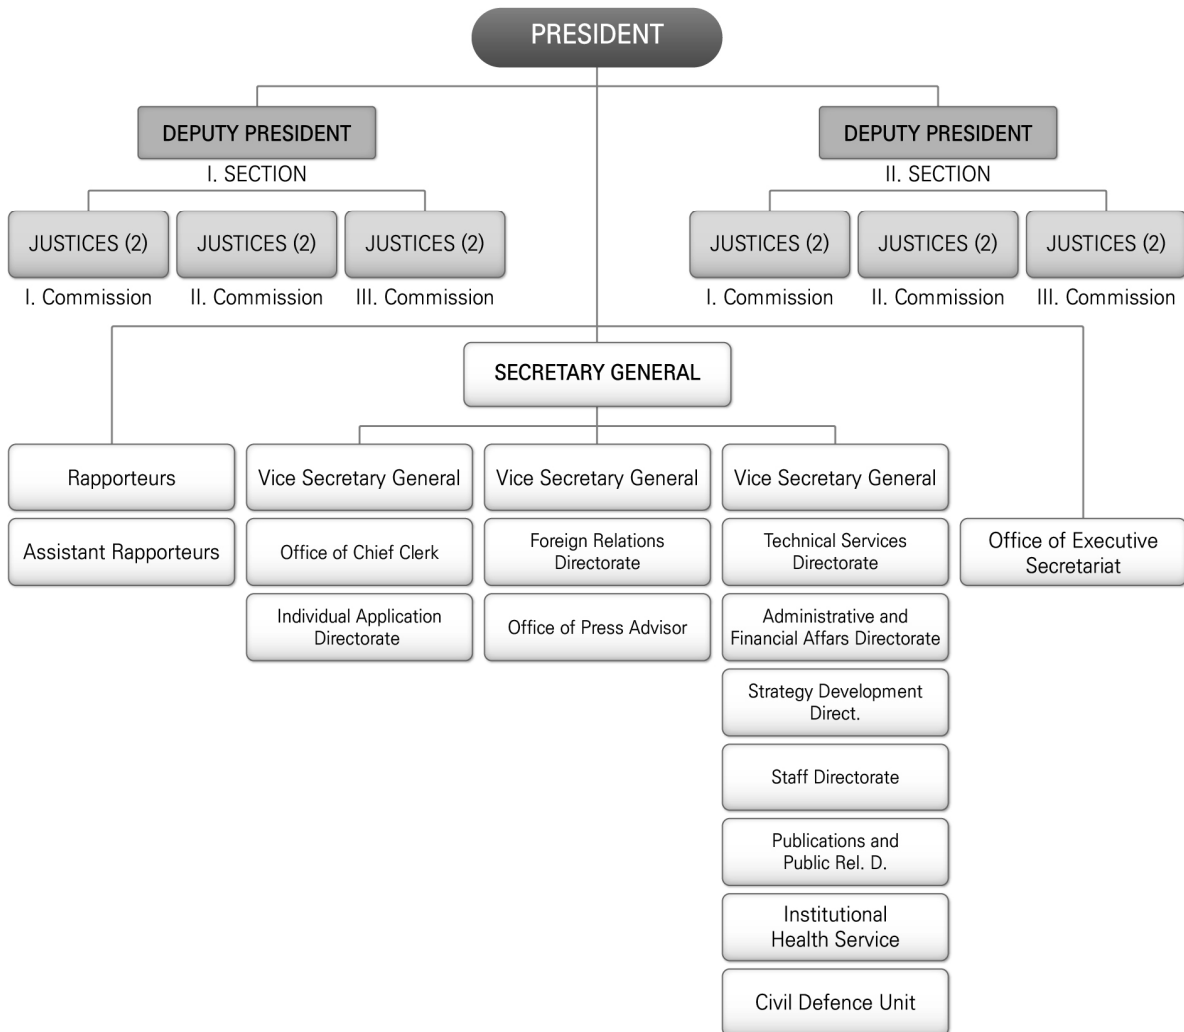 PRESIDENT
DEPUTY PRESIDENT
I. SECTION
DEPUTY PRESIDENT
II. SECTION
JUSTICES (2)
JUSTICES (2)
JUSTICES (2)
I. Commission
II. Commission
III. Commission
JUSTICES (2)
JUSTICES (2)
JUSTICES (2)
I. Commission
II. Commission
III. Commission
SECRETARY GENERAL
Rapporteurs
Assistant Rapporteurs
Vice Secretary General
Office of Chief Clerk
Individual Application
Directorate
Vice Secretary General
Foreign Relations
Directorate
Office of Press Advisor
Vice Secretary General
Technical Services
Directorate
Administrative and
Financial Affars Directorate
Strategy Development
Direct.
Staff Directorate
Publications and
Public Rel. D.
Institutional
Health Service
Civil Defence Unit
Office of Executive
Secretariat